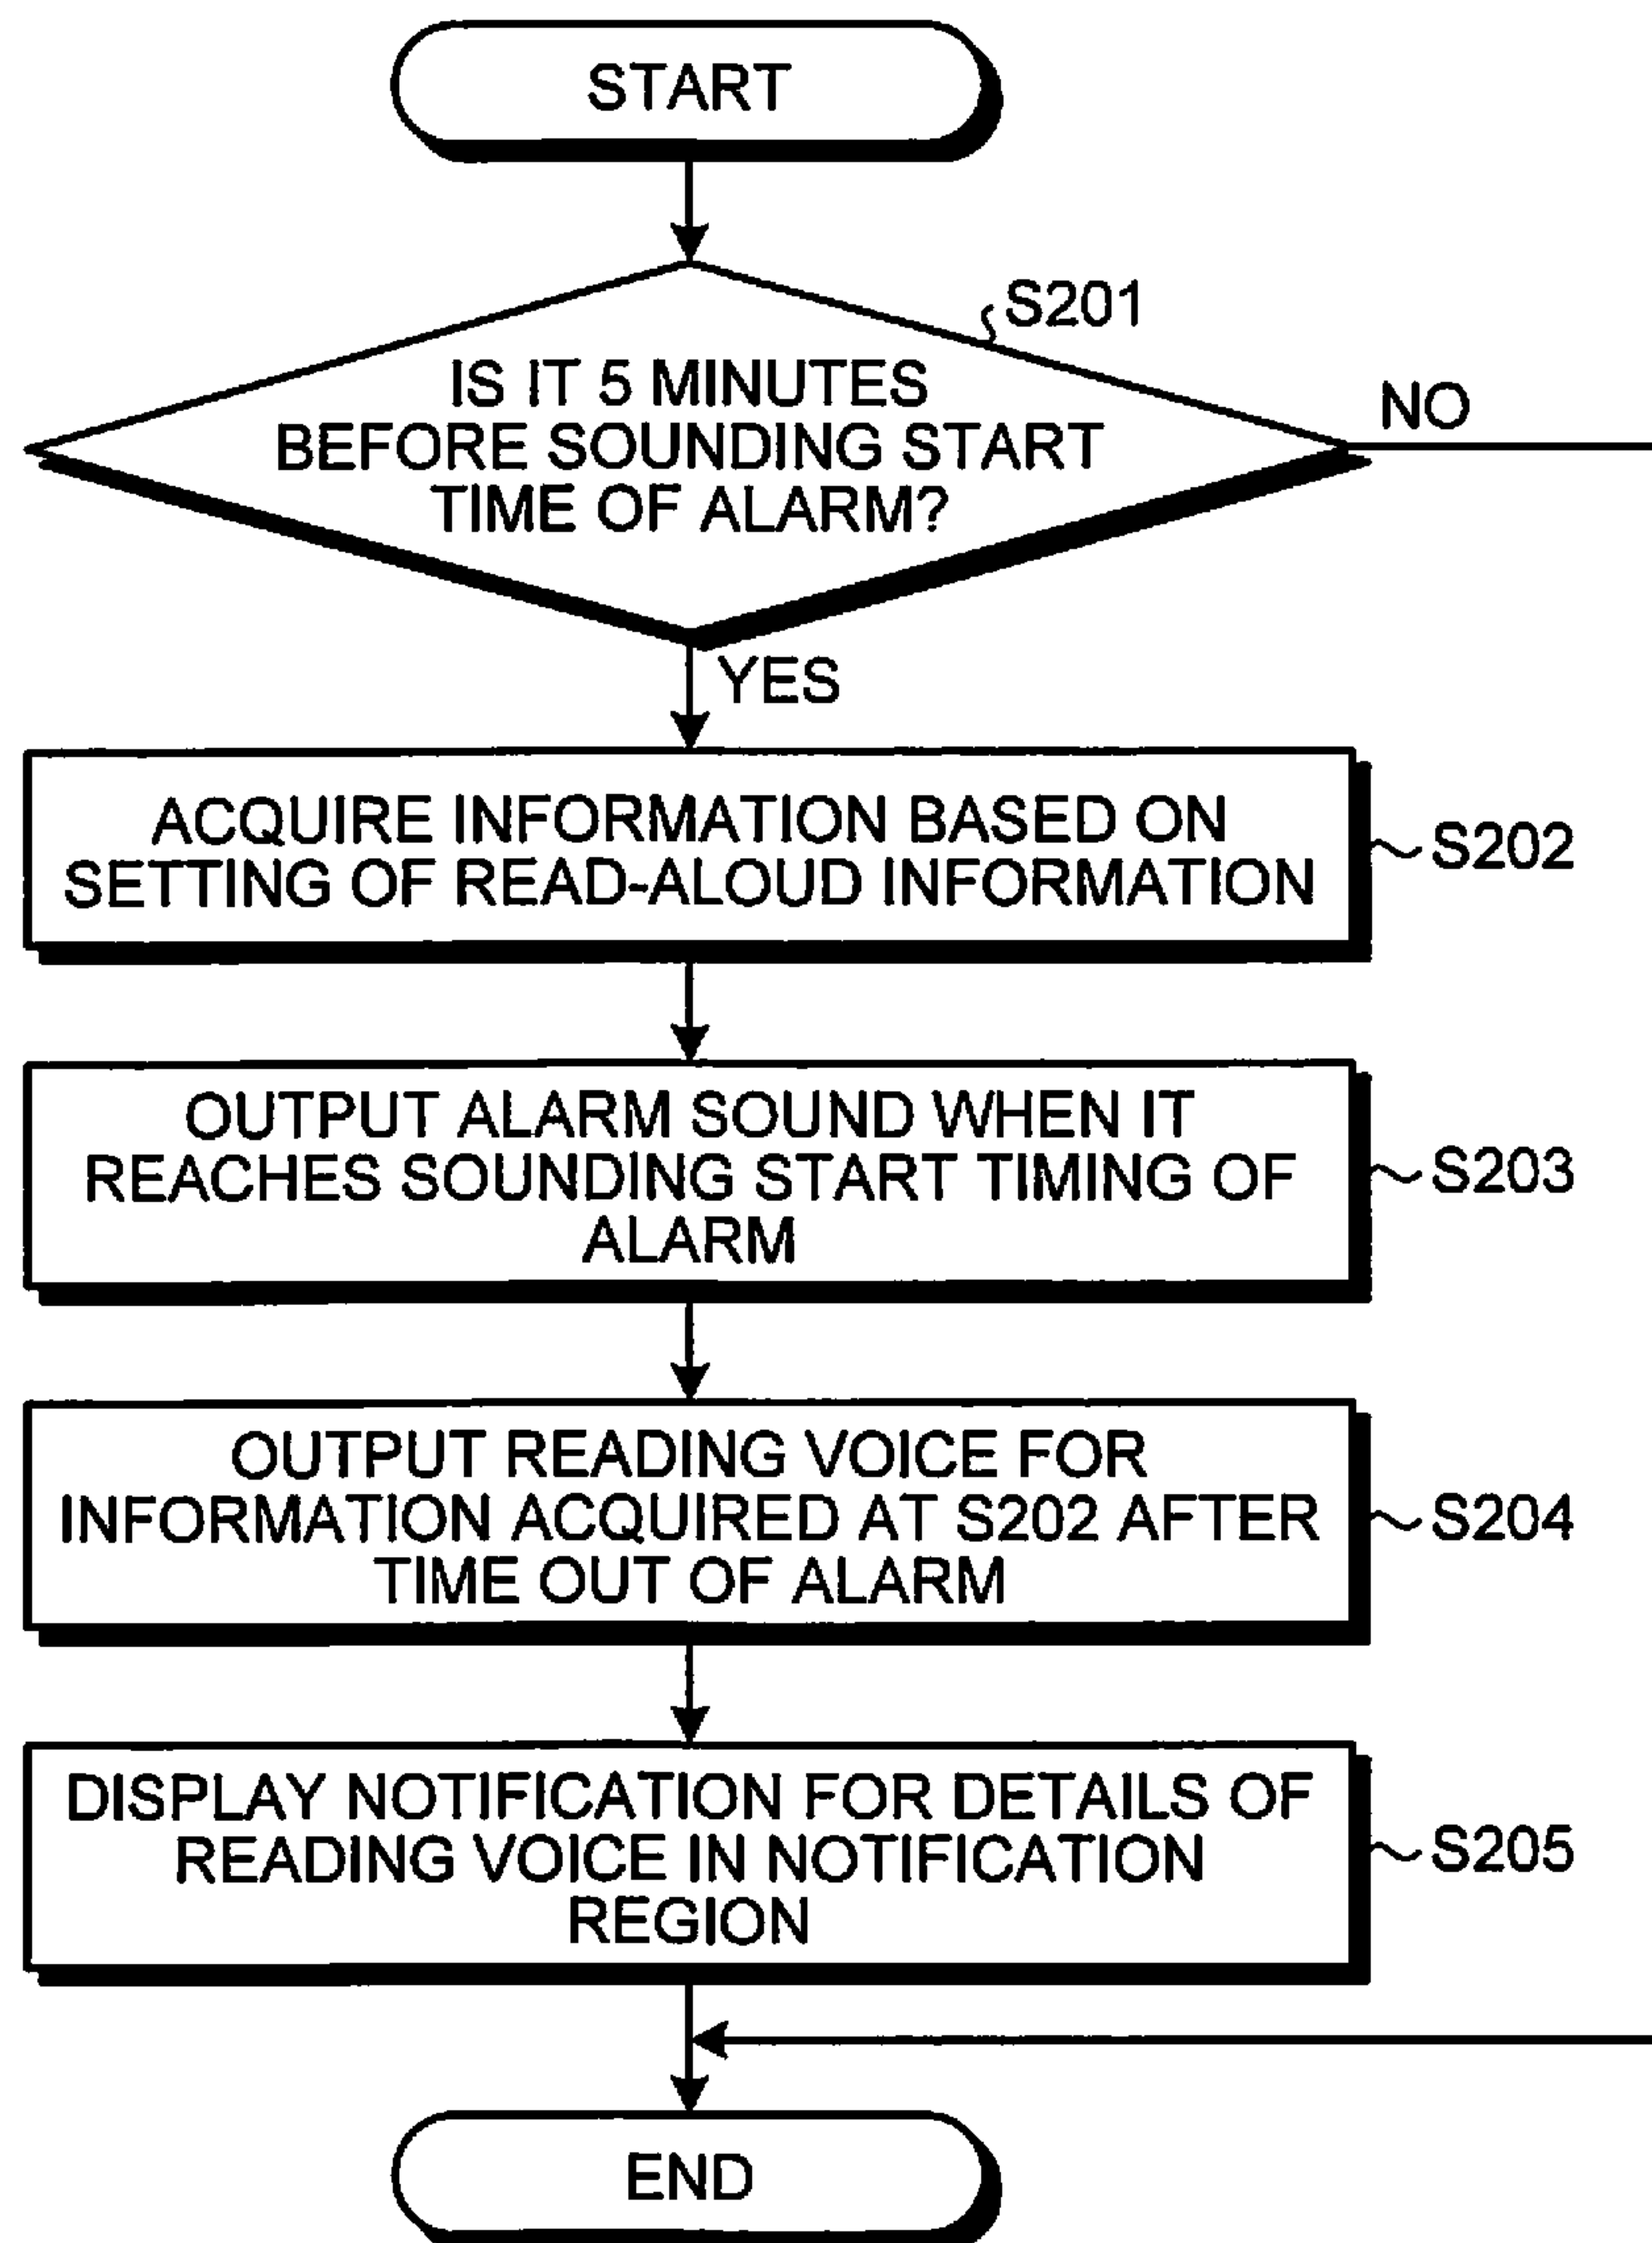 START
S201
IS IT 5 MINUTES
BEFORE SOUNDING START
TIME OF ALARM?
NO
YES
ACQUIRE INFORMATION BASED ON
SETTING OF READ-ALOUD INFORMATION
S202
OUTPUT ALARM SOUND WHEN IT
REACHES SOUNDING START TIMING OF
ALARM
S203
OUTPUT READING VOICE FOR
INFORMATION ACQUIRED AT S202 AFTER
TIME OUT OF ALARM
S204
DISPLAY NOTIFICATION FOR DETAILS OF
READING VOICE IN NOTIFICATION
REGION
S205
END